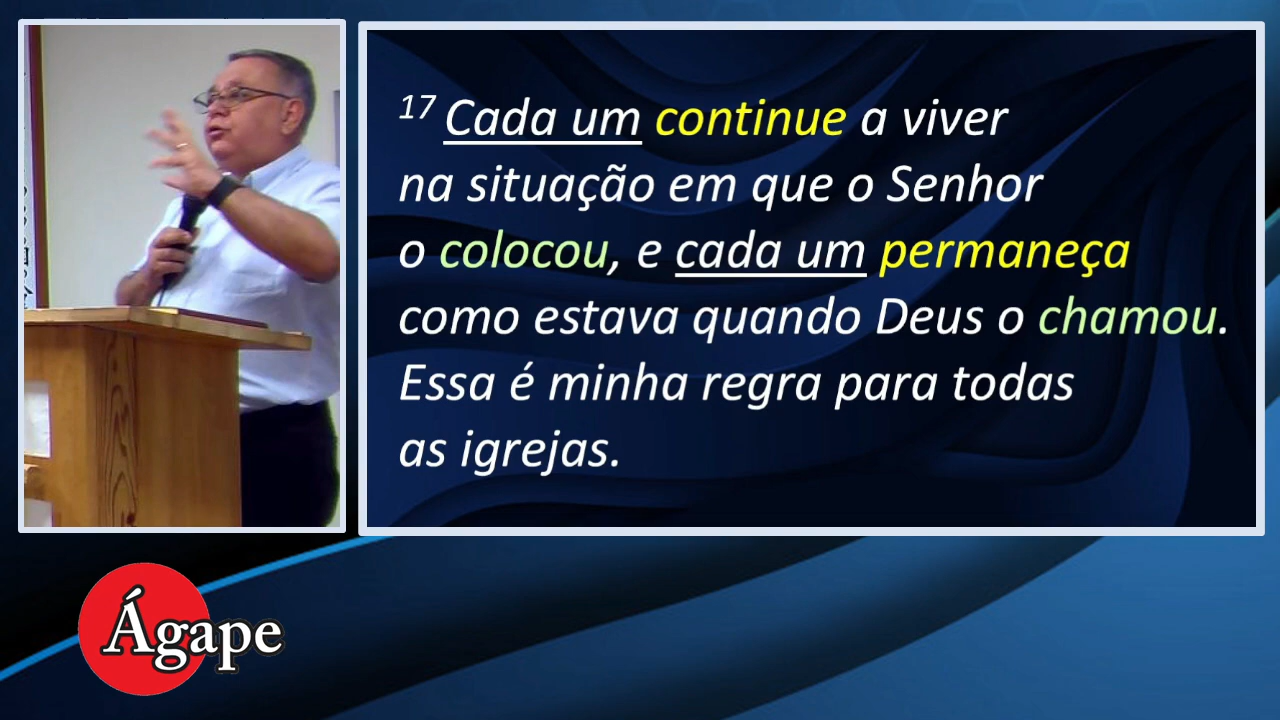 17 Cada um continue a viver
na situação em que o Senhor
o colocou, e cada um permaneça
como estava quando Deus o chamou.
Essa é minha regra para todas
as igrejas.
Ágape